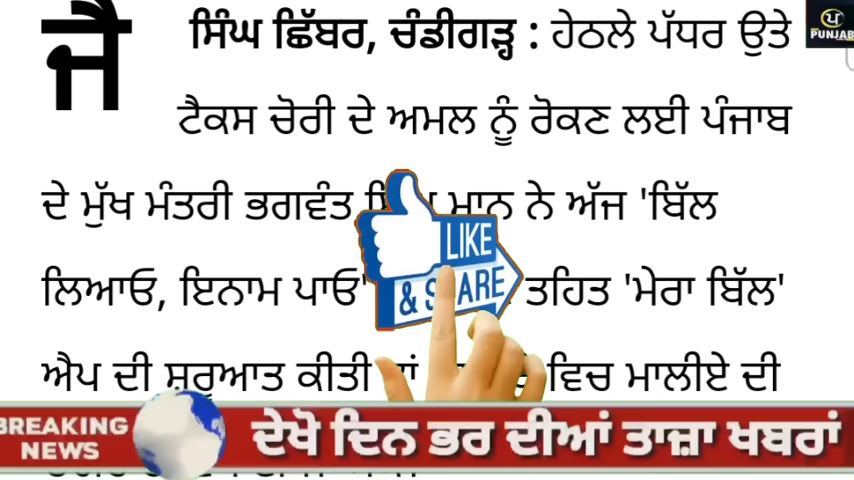 ਜੈ ਸਿੰਘ ਛਿੱਬਰ, ਚੰਡੀਗੜ੍ਹ : ਹੇਠਲੇ ਪੱਧਰ ਉਤੇ
PUNJAB
ਟੈਕਸ ਚੋਰੀ ਦੇ ਅਮਲ ਨੂੰ ਰੋਕਣ ਲਈ ਪੰਜਾਬ
ਦੇ ਮੁੱਖ ਮੰਤਰੀ ਭਗਵੰਤ ਮਾਨ ਨੇ ਅੱਜ 'ਬਿੱਲ
LIKE
& SHARE
ਲਿਆਓ, ਇਨਾਮ ਪਾਓ' ਤਹਿਤ 'ਮੇਰਾ ਬਿੱਲ'
ਐਪ ਦੀ ਸ਼ੁਰੂਆਤ ਕੀਤੀ ਵਿਚ ਮਾਲੀਏ ਦੀ
BREAKING
NEWS
ਦੇਖੋ ਦਿਨ ਭਰ ਦੀਆਂ ਤਾਜ਼ਾ ਖਬਰਾਂ